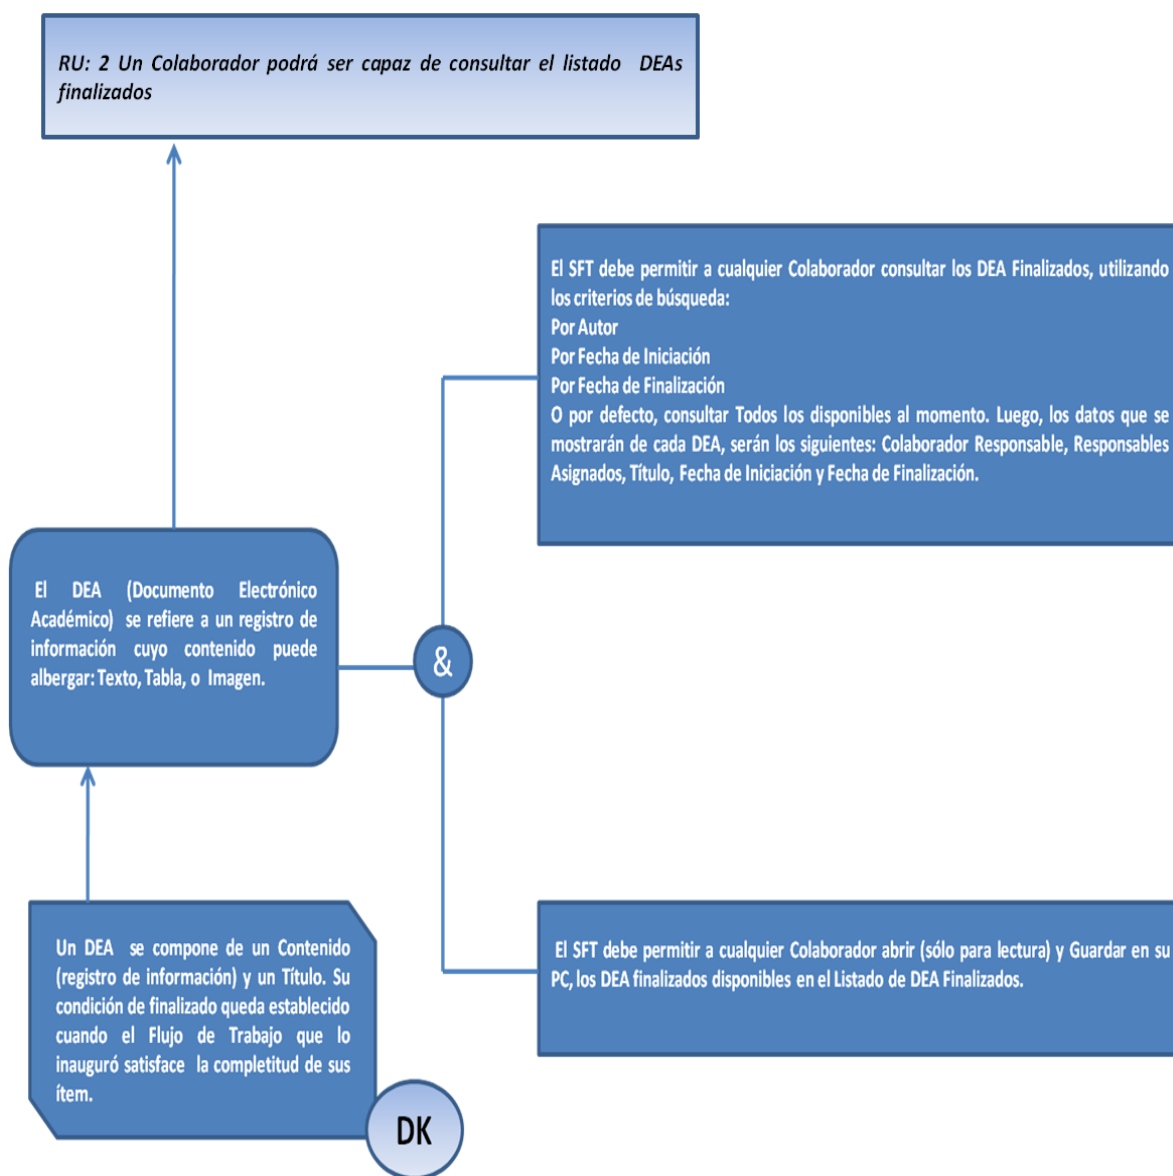 RU: 2 Un Colaborador podrá ser capaz de consultar el listado DEAs
finalizados
El SFT debe permitir a cualquier Colaborador consultar los DEA Finalizados, utilizando
los criterios de búsqueda:
Por Autor
Por Fecha de Iniciación
Por Fecha de Finalización
O por defecto, consultar Todos los disponibles al momento. Luego, los datos que se
mostrarán de cada DEA, serán los siguientes: Colaborador Responsable, Responsables
Asignados, Título, Fecha de Iniciación y Fecha de Finalización.
El DEA (Documento Electrónico
Académico) se refiere a un registro de
información cuyo contenido puede
albergar: Texto, Tabla, o Imagen.
&
Un DEA se compone de un Contenido
(registro de información) y un Título. Su
condición de finalizado queda establecido
cuando el Flujo de Trabajo que lo
inauguró satisface la completitud de sus
ítem.
DK
El SFT debe permitir a cualquier Colaborador abrir (sólo para lectura) y Guardar en su
PC, los DEA finalizados disponibles en el Listado de DEA Finalizados.